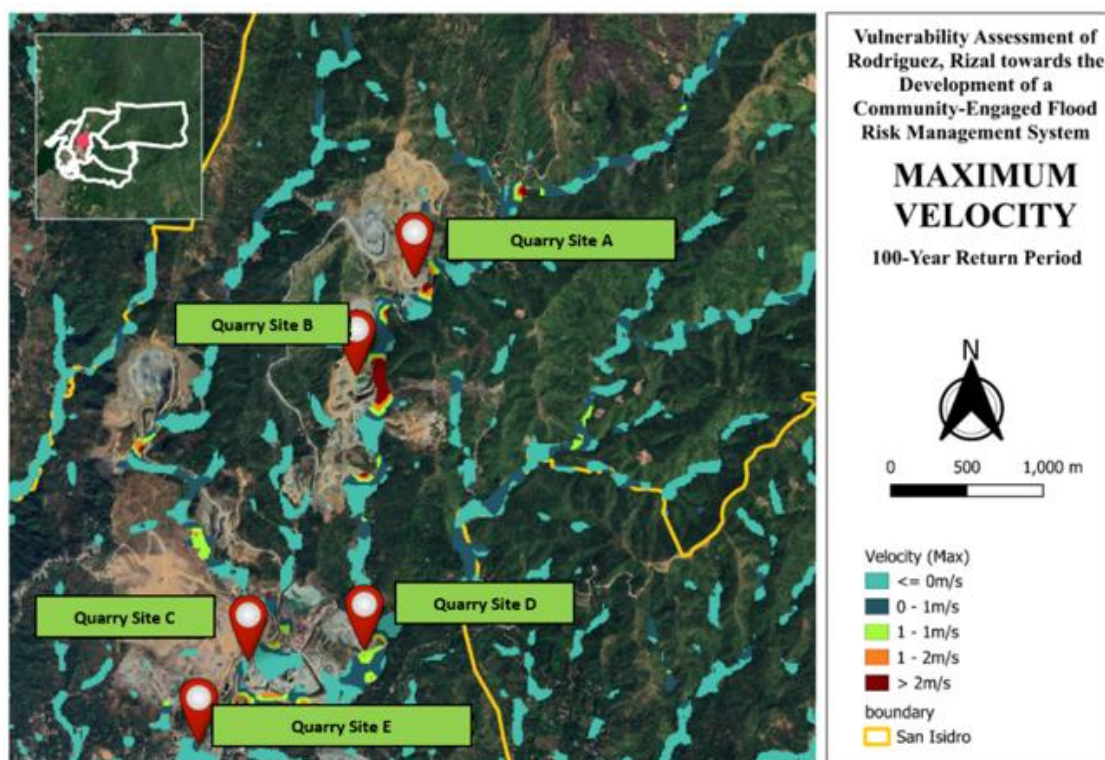 Vulnerability Assessment of
Rodriguez, Rizal towards the
Development of a
Community-Engaged Flood
Risk Management System
MAXIMUM
VELOCITY
100-Year Return Period
N
0 500 1,000 m
Velocity (Max)
<= 0m/s
0 - 1m/s
1 - 1m/s
1 - 2m/s
> 2m/s
boundary
San Isidro
Quarry Site A
Quarry Site B
Quarry Site C
Quarry Site D
Quarry Site E